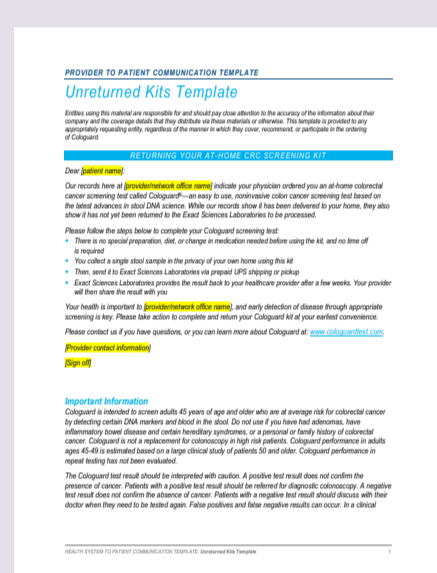 PROVIDER TO PATIENT COMMUNICATION TEMPLATE
Unreturned Kits Template
Entities using this material are responsible for and should pay close attention to the accuracy of the information about their
company and the coverage details that they distribute via these materials or otherwise. This template is provided to any
appropriately requesting entity, regardless of the manner in which they cover, recommend, or participate in the ordering
of Cologuard.
RETURNING YOUR AT-HOME CRC SCREENING KIT
Dear [patient name]:
Our records here at [provider/network office name] indicate your physician ordered you an at-home colorectal
cancer screening test called Cologuard®—an easy to use, noninvasive colon cancer screening test based on
the latest advances in stool DNA science. While our records show it has been delivered to your home, they also
show it has not yet been returned to the Exact Sciences Laboratories to be processed.
Please follow the steps below to complete your Cologuard screening test:
• There is no special preparation, diet, or change in medication needed before using the kit, and no time off
is required
• You collect a single stool sample in the privacy of your own home using this kit
• Then, send it to Exact Sciences Laboratories via prepaid UPS shipping or pickup
• Exact Sciences Laboratories provides the result back to your healthcare provider after a few weeks. Your provider
will then share the result with you
Your health is important to [provider/network office name], and early detection of disease through appropriate
screening is key. Please take action to complete and return your Cologuard kit at your earliest convenience.
Please contact us if you have questions, or you can learn more about Cologuard at: www.cologuardtest.com.
[Provider contact information]
[Sign off]
Important Information
Cologuard is intended to screen adults 45 years of age and older who are at average risk for colorectal cancer
by detecting certain DNA markers and blood in the stool. Do not use if you have had adenomas, have
inflammatory bowel disease and certain hereditary syndromes, or a personal or family history of colorectal
cancer. Cologuard is not a replacement for colonoscopy in high risk patients. Cologuard performance in adults
ages 45-49 is estimated based on a large clinical study of patients 50 and older. Cologuard performance in
repeat testing has not been evaluated.
The Cologuard test result should be interpreted with caution. A positive test result does not confirm the
presence of cancer. Patients with a positive test result should be referred for diagnostic colonoscopy. A negative
test result does not confirm the absence of cancer. Patients with a negative test result should discuss with their
doctor when they need to be tested again. False positives and false negative results can occur. In a clinical
HEALTH SYSTEM TO PATIENT COMMUNICATION TEMPLATE: Unreturned Kits Template 1